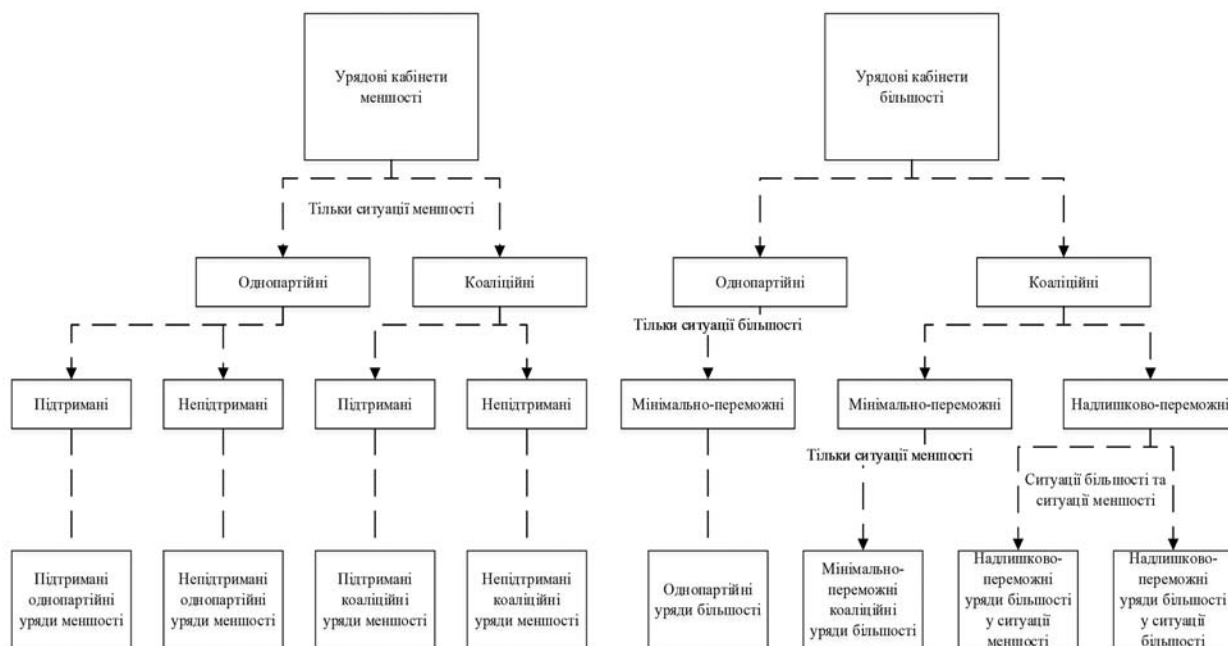 Урядові кабінети
меншості
Урядові кабінети
більшості
Тільки ситуації меншості
Однопартійні
Коаліційні
Однопартійні
Коаліційні
Тільки ситуації більшості
Підтримані
Непідтримані
Підтримані
Непідтримані
Мінімально-переможні
Мінімально-переможні
Надлишково-переможні
Тільки ситуації меншості
Ситуації більшості та
ситуації меншості
Підтримані
однопартійні
уряди меншості
Непідтримані
однопартійні
уряди меншості
Підтримані
коаліційні
уряди меншості
Непідтримані
коаліційні
уряди меншості
Однопартійні
уряди більшості
Мінімально-
переможні
коаліційні
уряди більшості
Надлишково-
переможні
уряди більшості
у ситуації
меншості
Надлишково-
переможні
уряди більшості
у ситуації
більшості